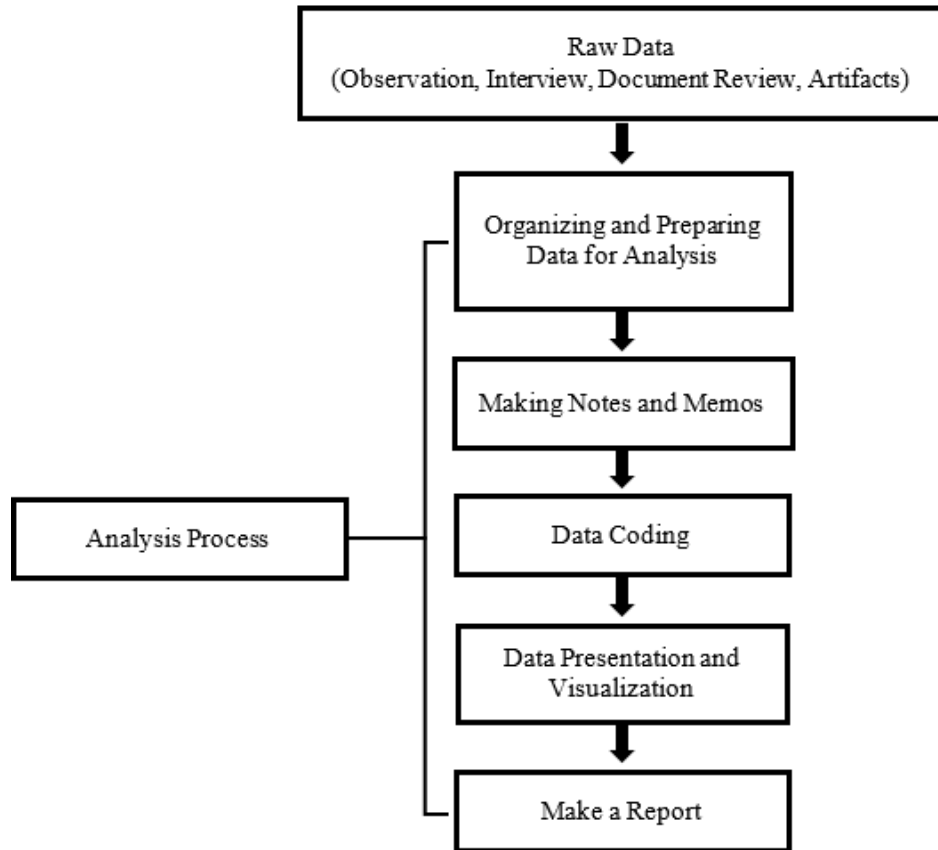 Raw Data
(Observation, Interview, Document Review, Artifacts)
Organizing and Preparing
Data for Analysis
Making Notes and Memos
Analysis Process
Data Coding
Data Presentation and
Visualization
Make a Report